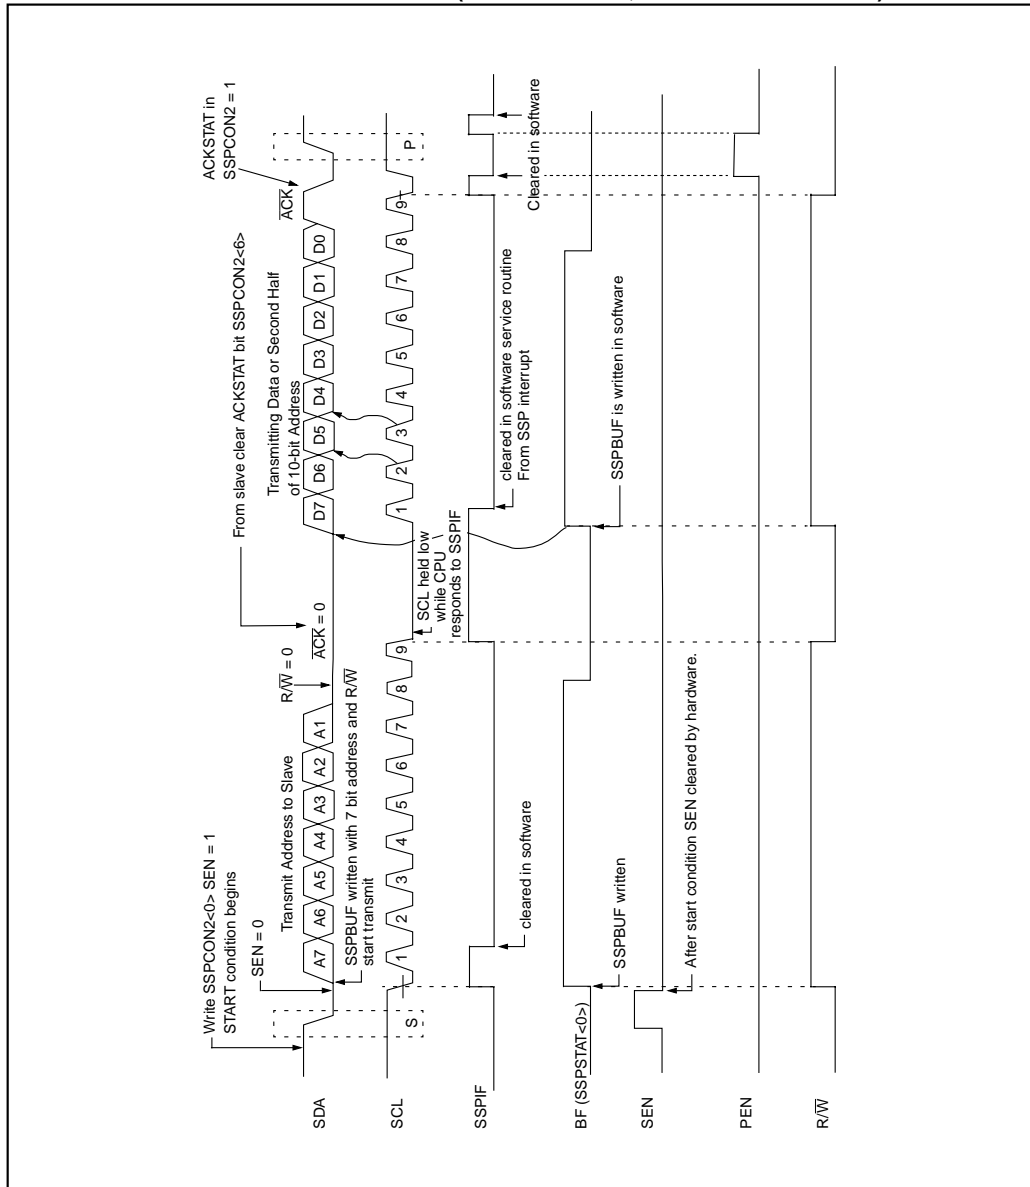 Write SSPCON2<0> SEN = 1
START condition begins
SEN = 0
Transmit Address to Slave
R/W̅ = 0
A̅C̅K̅ = 0
From slave clear ACKSTAT bit SSPCON2<6>
Transmitting Data or Second Half
of 10-bit Address
ACKSTAT in
SSPCON2 = 1
A̅C̅K̅
SDA
A7 A6 A5 A4 A3 A2 A1
D7 D6 D5 D4 D3 D2 D1 D0
SSPBUF written with 7 bit address and R/W̅
start transmit
SCL
S
1 2 3 4 5 6 7 8 9
1 2 3 4 5 6 7 8 9
P
SCL held low
while CPU
responds to SSPIF
SSPIF
cleared in software
cleared in software service routine
From SSP interrupt
Cleared in software
BF (SSPSTAT<0>)
SSPBUF written
SSPBUF is written in software
SEN
After start condition SEN cleared by hardware.
PEN
R/W̅